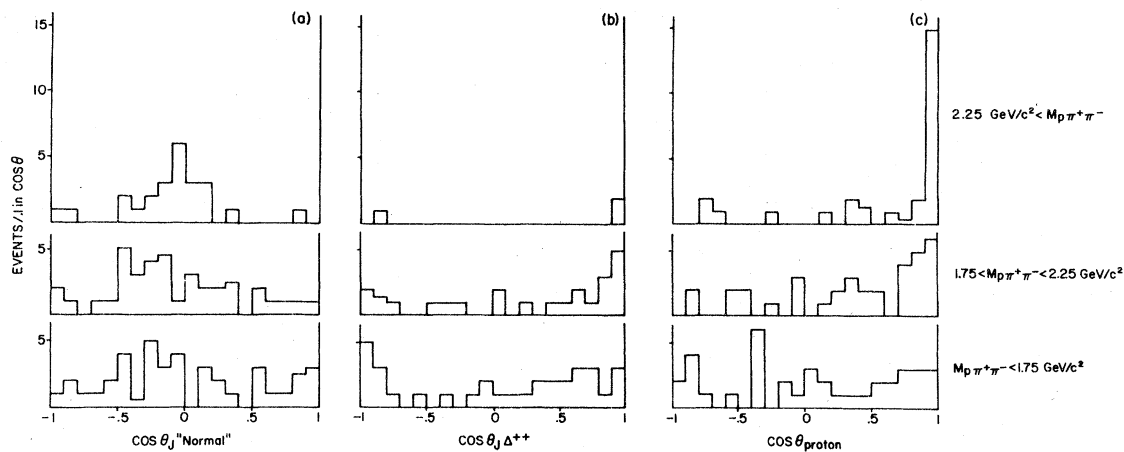 (a)
(b)
(c)
15
10
5
5
5
EVENTS/.1 in COS θ
2.25 GeV/c² < Mpπ⁺π⁻
1.75 < Mpπ⁺π⁻ < 2.25 GeV/c²
Mpπ⁺π⁻ < 1.75 GeV/c²
-1 -.5 0 .5 1
-1 -.5 0 .5 1
-1 -.5 0 .5 1
COS θJ "Normal"
COS θJ Δ⁺⁺
COS θproton